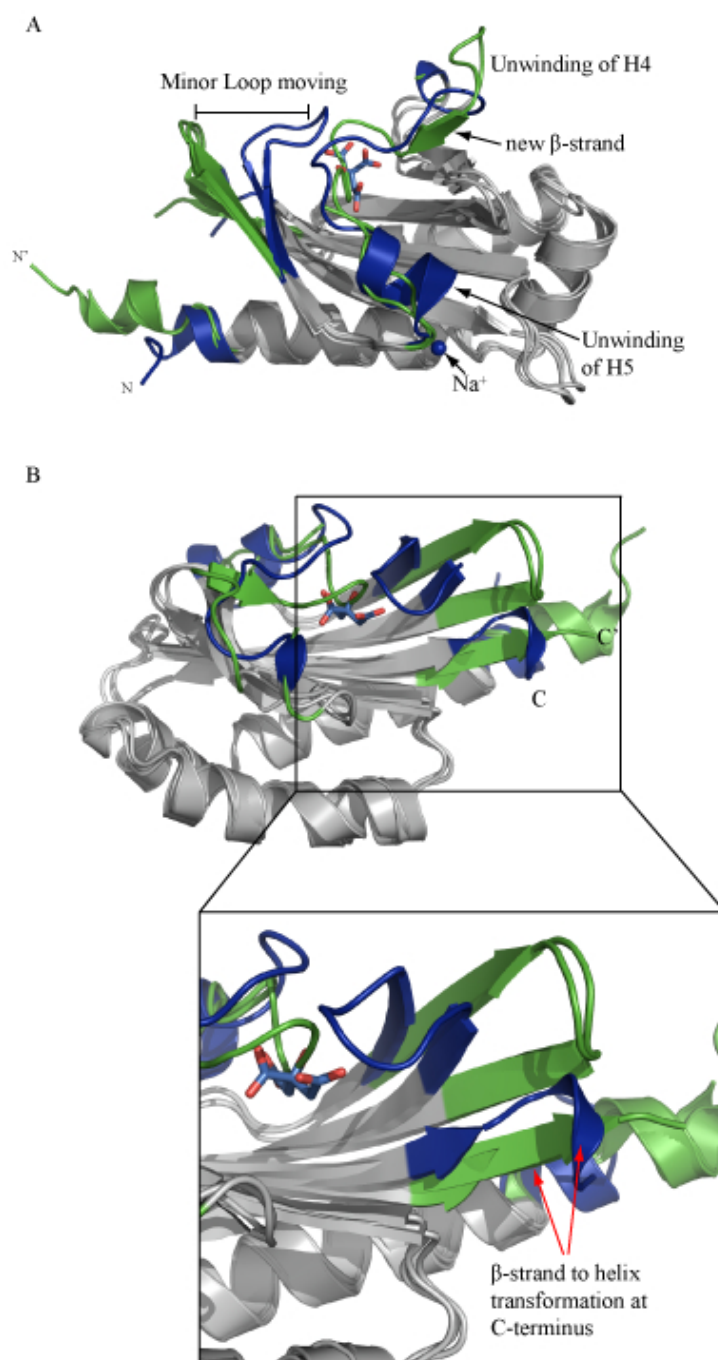 A
Unwinding of H4
Minor Loop moving
new β-strand
N'
Unwinding
of H5
Na⁺
N
B
C'
C
β-strand to helix
transformation at
C-terminus